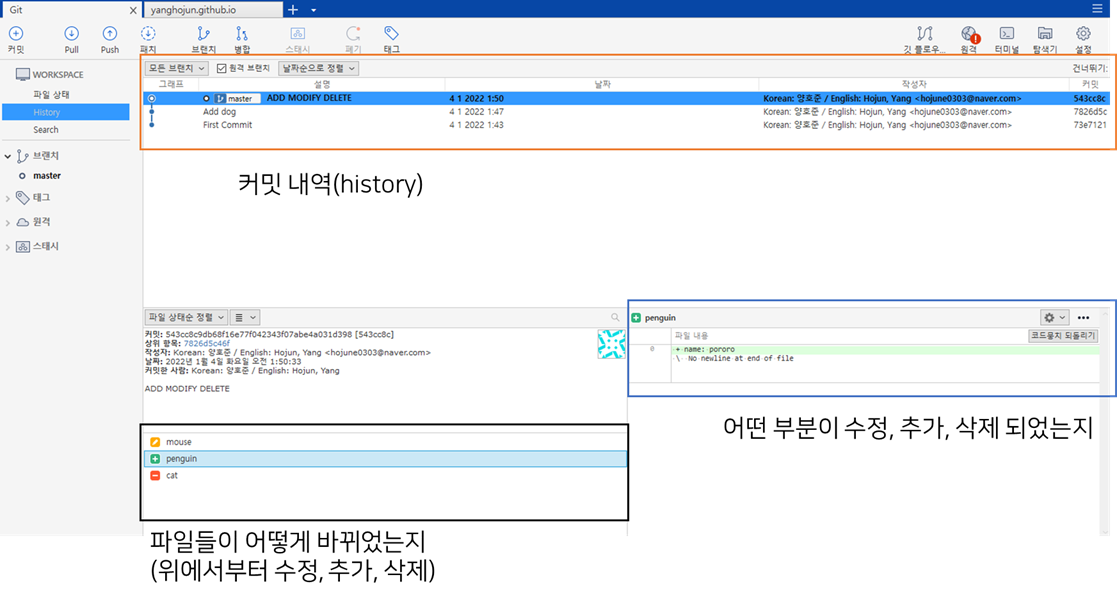 Git
yanghojun.github.io
커밋 Pull Push 패치 브랜치 병합 스태시 폐기 태그 깃 플로우... 원격 터미널 탐색기 설정
WORKSPACE
파일 상태
History
Search
브랜치
master
태그
원격
스태시
모든 브랜치 원격 브랜치 날짜순으로 정렬 건너뛰기:
그래프 설명 날짜 작성자 커밋
master ADD MODIFY DELETE 4 1 2022 1:50 Korean: 양호준 / English: Hojun, Yang <hojune0303@naver.com> 543cc8c
Add dog 4 1 2022 1:47 Korean: 양호준 / English: Hojun, Yang <hojune0303@naver.com> 7826d5c
First Commit 4 1 2022 1:43 Korean: 양호준 / English: Hojun, Yang <hojune0303@naver.com> 73e7121
커밋 내역(history)
파일 상태순 정렬
커밋: 543cc8c9db68f16e77f042343f07abe4a031d398 [543cc8c]
상위 항목: 7826d5c46f
작성자: Korean: 양호준 / English: Hojun, Yang <hojune0303@naver.com>
날짜: 2022년 1월 4일 화요일 오전 1:50:33
커밋한 사람: Korean: 양호준 / English: Hojun, Yang
ADD MODIFY DELETE
mouse
penguin
cat
파일들이 어떻게 바뀌었는지
(위에서부터 수정, 추가, 삭제)
penguin
파일 내용 코드뭉치 되돌리기
0 + name: pororo
\ No newline at end of file
어떤 부분이 수정, 추가, 삭제 되었는지